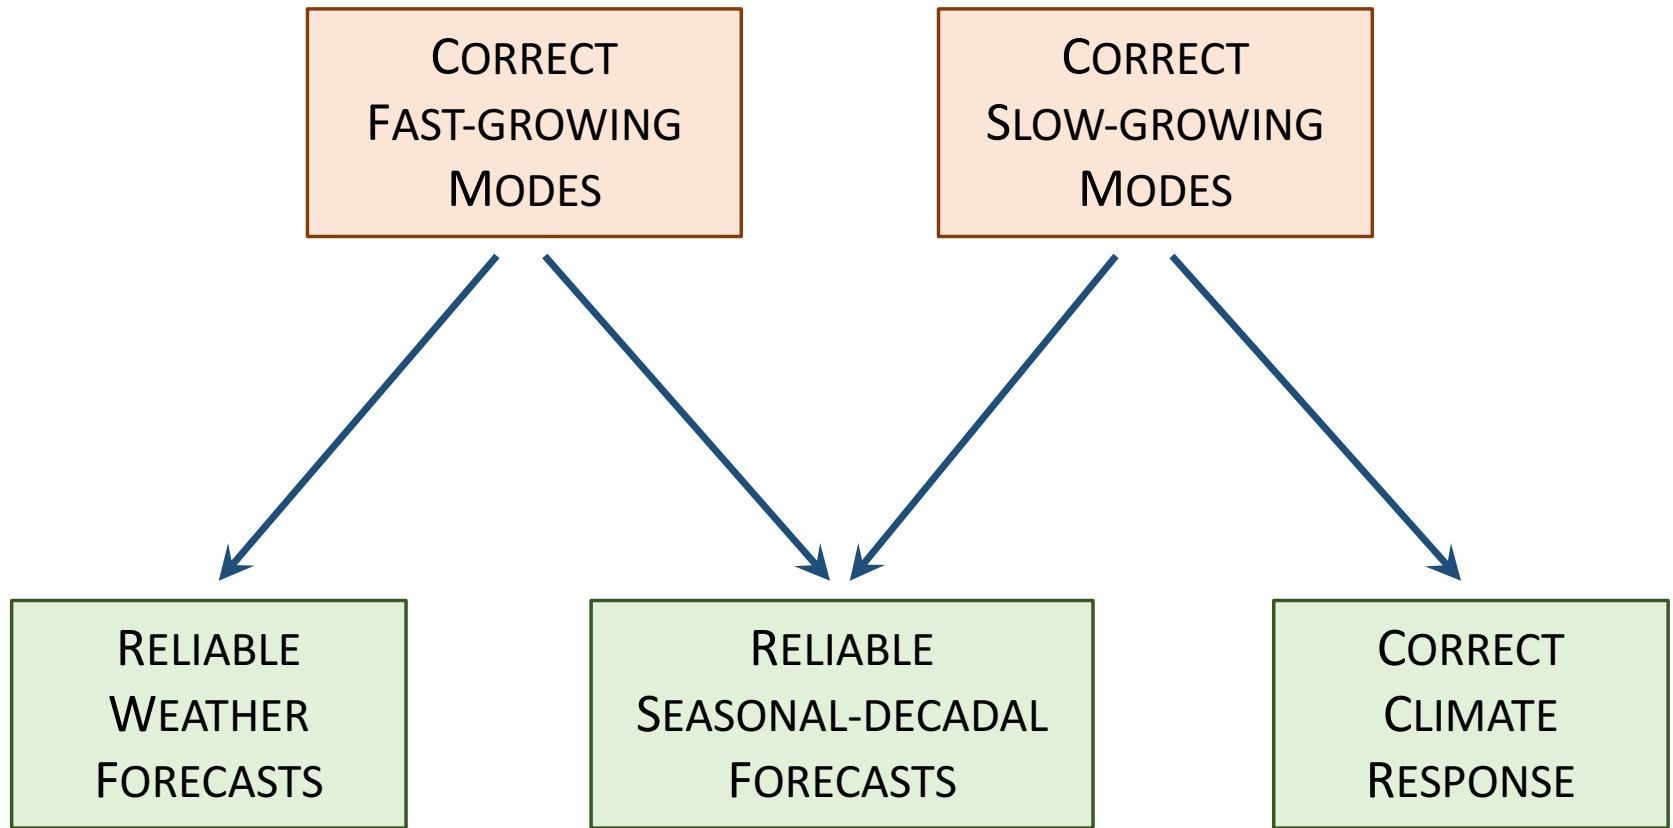 CORRECT
FAST-GROWING
MODES
CORRECT
SLOW-GROWING
MODES
RELIABLE
WEATHER
FORECASTS
RELIABLE
SEASONAL-DECADAL
FORECASTS
CORRECT
CLIMATE
RESPONSE